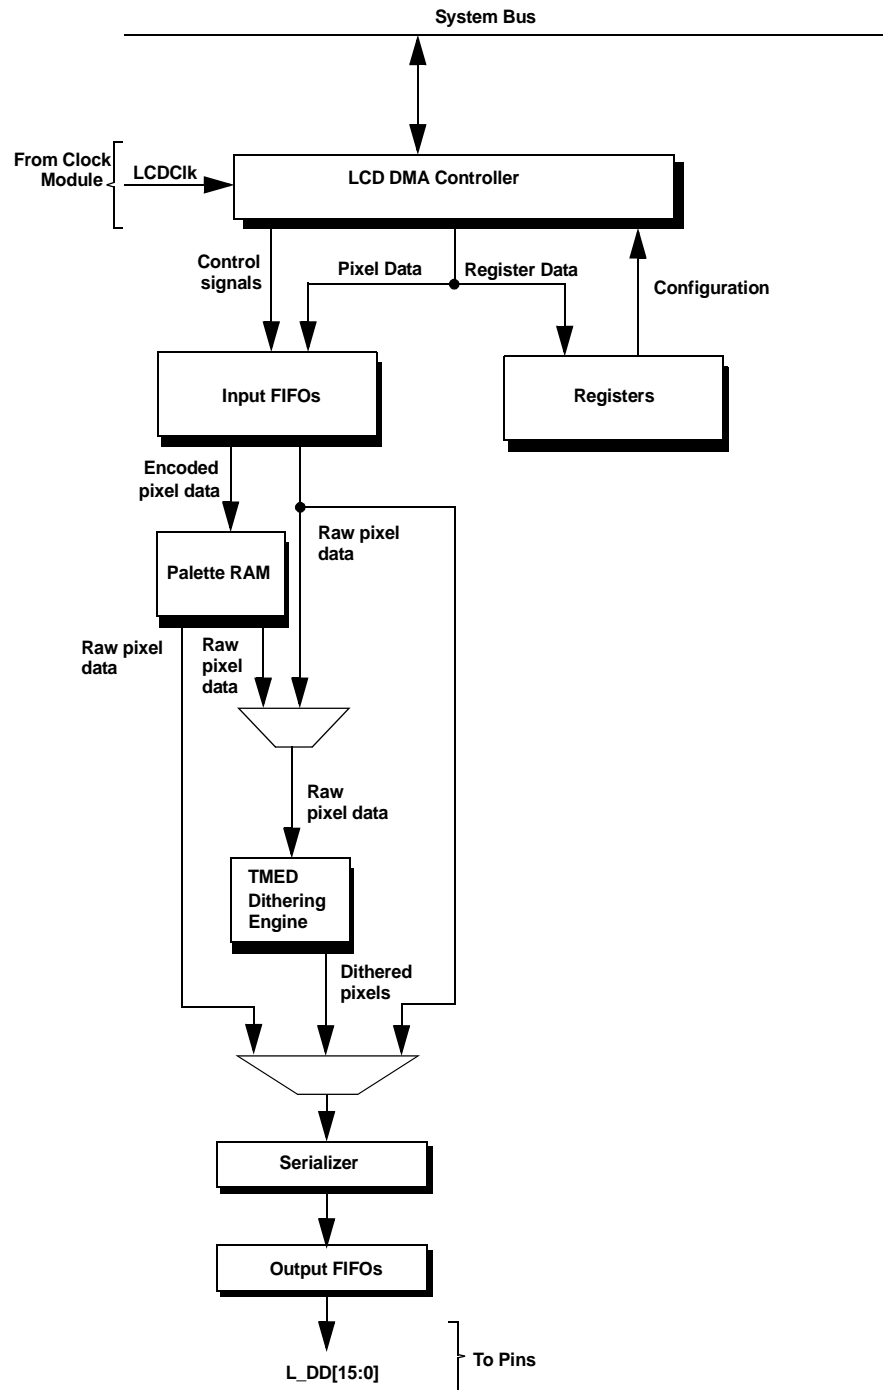 System Bus
From Clock
Module
LCDClk
LCD DMA Controller
Control
signals
Pixel Data
Register Data
Configuration
Input FIFOs
Registers
Encoded
pixel data
Raw pixel
data
Palette RAM
Raw pixel
data
Raw
pixel
data
Raw
pixel data
TMED
Dithering
Engine
Dithered
pixels
Serializer
Output FIFOs
L_DD[15:0]
To Pins